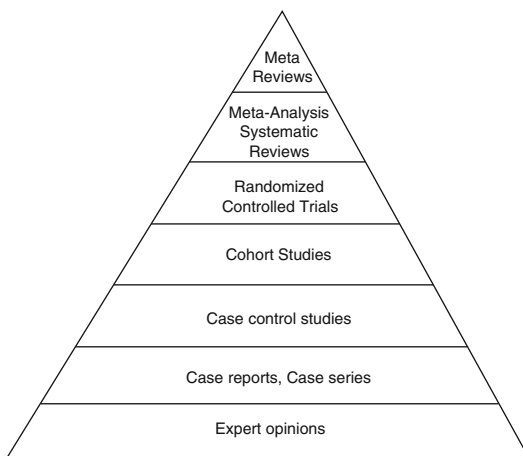 Meta
Reviews
Meta-Analysis
Systematic
Reviews
Randomized
Controlled Trials
Cohort Studies
Case control studies
Case reports, Case series
Expert opinions